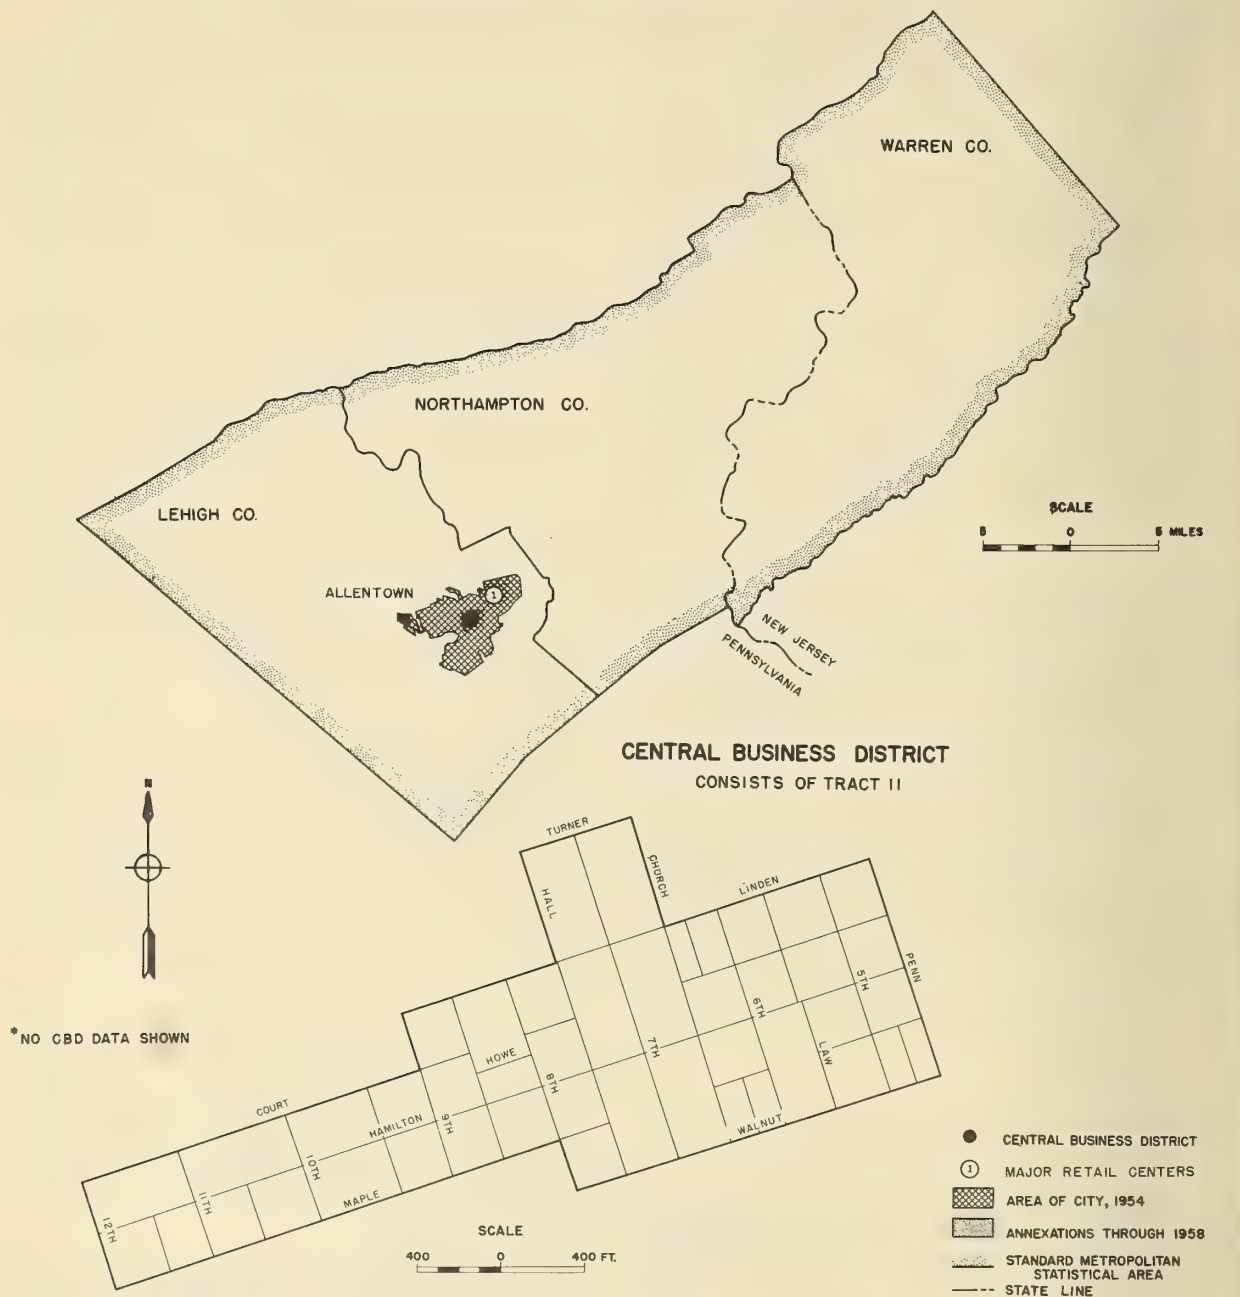 WARREN CO.
NORTHAMPTON CO.
LEHIGH CO.
SCALE
5 0 5 MILES
ALLENTOWN
1
NEW JERSEY
PENNSYLVANIA
CENTRAL BUSINESS DISTRICT
CONSISTS OF TRACT 11
N
TURNER
HALL
CHURCH
LINDEN
PENN
5TH
6TH
*NO CBD DATA SHOWN
HOWE
7TH
LAW
8TH
COURT
HAMILTON
9TH
WALNUT
10TH
MAPLE
11TH
12TH
SCALE
400 0 400 FT.
CENTRAL BUSINESS DISTRICT
1 MAJOR RETAIL CENTERS
AREA OF CITY, 1954
ANNEXATIONS THROUGH 1958
STANDARD METROPOLITAN
STATISTICAL AREA
STATE LINE